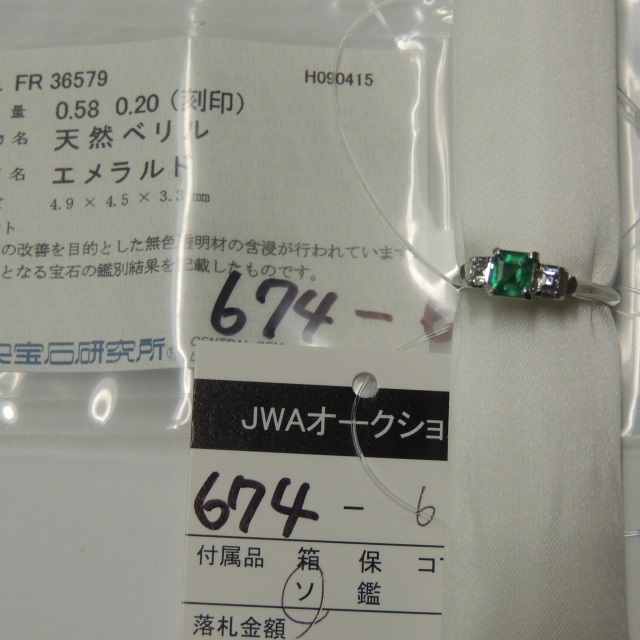 FR 36579 H090415
量 0.58 0.20 (刻印)
物名 天然ベリル
名 エメラルド
4.9 × 4.5 × 3.3 mm
の改善を目的とした無色透明材の含浸が行われています
となる宝石の鑑別結果を記載したものです。
674 -
宝石研究所
JWAオークショ
674 - 6
付属品 箱 保 コ
ソ 鑑
落札金額